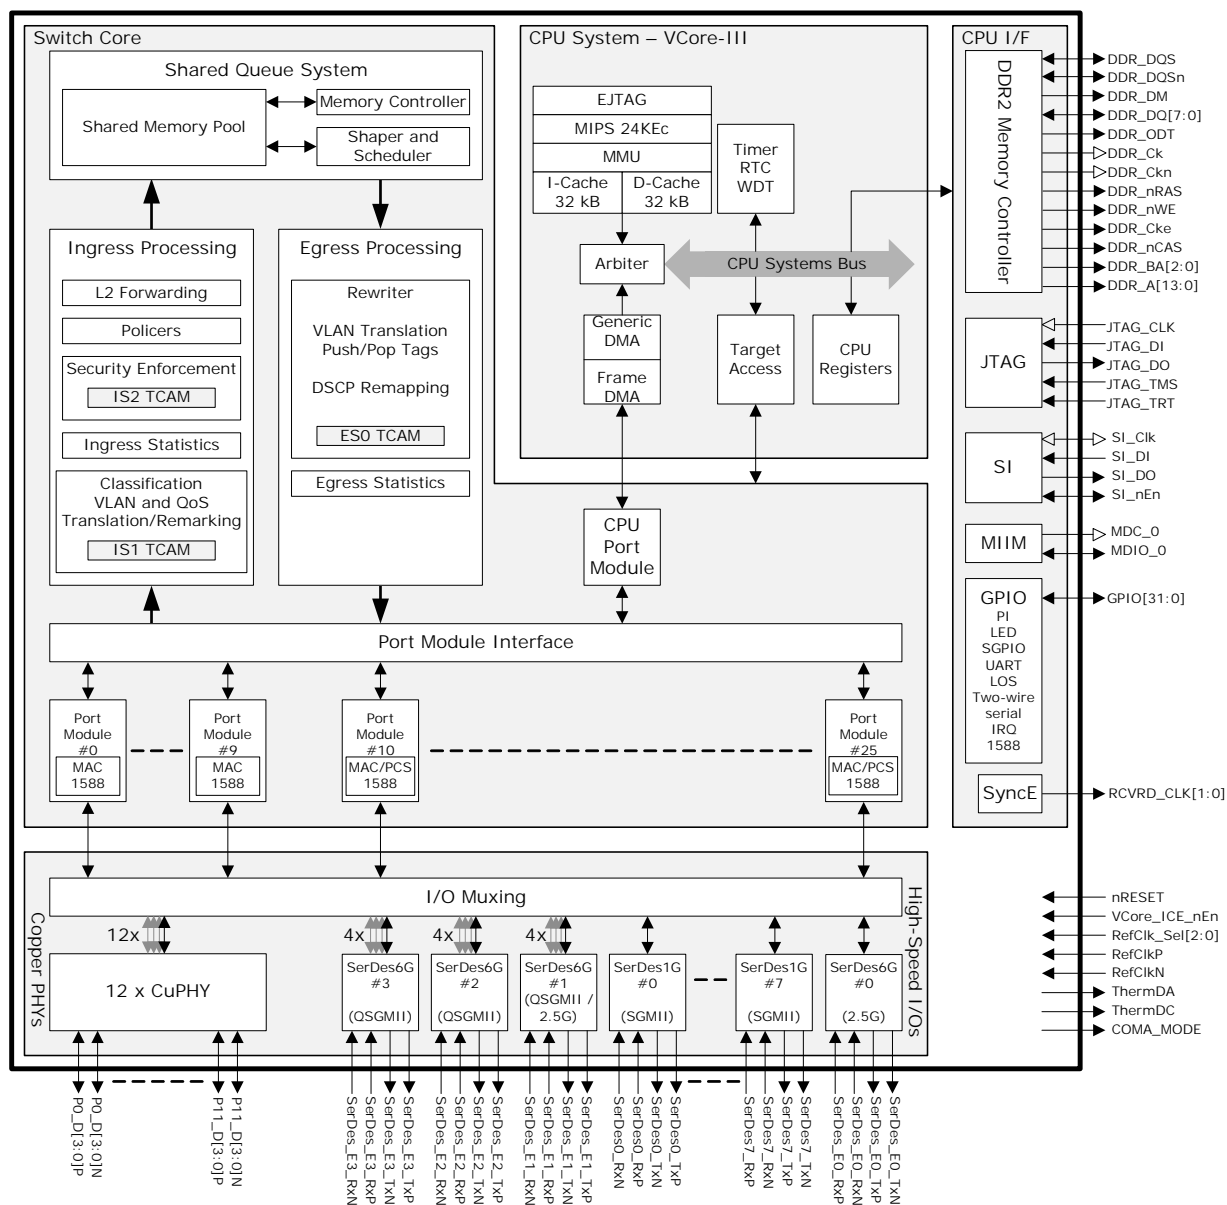 Switch Core
Shared Queue System
Shared Memory Pool
Memory Controller
Shaper and
Scheduler
Ingress Processing
L2 Forwarding
Policers
Security Enforcement
IS2 TCAM
Ingress Statistics
Classification
VLAN and QoS
Translation/Remarking
IS1 TCAM
Egress Processing
Rewriter
VLAN Translation
Push/Pop Tags
DSCP Remapping
ES0 TCAM
Egress Statistics
CPU System – VCore-III
EJTAG
MIPS 24KEc
MMU
I-Cache
32 kB
D-Cache
32 kB
Timer
RTC
WDT
Arbiter
CPU Systems Bus
Generic
DMA
Frame
DMA
Target
Access
CPU
Registers
CPU
Port
Module
Port Module Interface
Port
Module
#0
MAC
1588
Port
Module
#9
MAC
1588
Port
Module
#10
MAC/PCS
1588
Port
Module
#25
MAC/PCS
1588
CPU I/F
DDR2 Memory
Controller
DDR_DQS
DDR_DQSn
DDR_DM
DDR_DQ[7:0]
DDR_ODT
DDR_Ck
DDR_Ckn
DDR_nRAS
DDR_nWE
DDR_Cke
DDR_nCAS
DDR_BA[2:0]
DDR_A[13:0]
JTAG
JTAG_CLK
JTAG_DI
JTAG_DO
JTAG_TMS
JTAG_TRT
SI
SI_Clk
SI_DI
SI_DO
SI_nEn
MIIM
MDC_0
MDIO_0
GPIO
PI
LED
SGPIO
UART
LOS
Two-wire
serial
IRQ
1588
GPIO[31:0]
SyncE
RCVRD_CLK[1:0]
nRESET
VCore_ICE_nEn
RefClk_Sel[2:0]
RefClkP
RefClkN
ThermDA
ThermDC
COMA_MODE
Copper PHYs
I/O Muxing
High-Speed I/Os
12x
4x
4x
4x
12 x CuPHY
SerDes6G
#3
(QSGMII)
SerDes6G
#2
(QSGMII)
SerDes6G
#1
(QSGMII /
2.5G)
SerDes1G
#0
(SGMII)
SerDes1G
#7
(SGMII)
SerDes6G
#0
(2.5G)
P0_D[3:0]P
P0_D[3:0]N
P11_D[3:0]P
P11_D[3:0]N
SerDes_E3_RxN
SerDes_E3_RxP
SerDes_E3_TxN
SerDes_E3_TxP
SerDes_E2_RxN
SerDes_E2_RxP
SerDes_E2_TxN
SerDes_E2_TxP
SerDes_E1_RxN
SerDes_E1_RxP
SerDes_E1_TxN
SerDes_E1_TxP
SerDes0_RxN
SerDes0_RxP
SerDes0_TxN
SerDes0_TxP
SerDes7_RxP
SerDes7_RxN
SerDes7_TxP
SerDes7_TxN
SerDes_E0_RxP
SerDes_E0_RxN
SerDes_E0_TxP
SerDes_E0_TxN